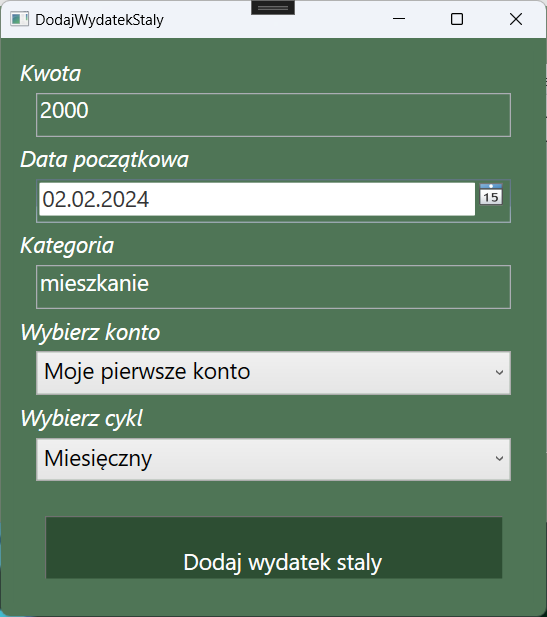 DodajWydatekStaly
Kwota
2000
Data początkowa
02.02.2024
15
Kategoria
mieszkanie
Wybierz konto
Moje pierwsze konto
Wybierz cykl
Miesięczny
Dodaj wydatek staly